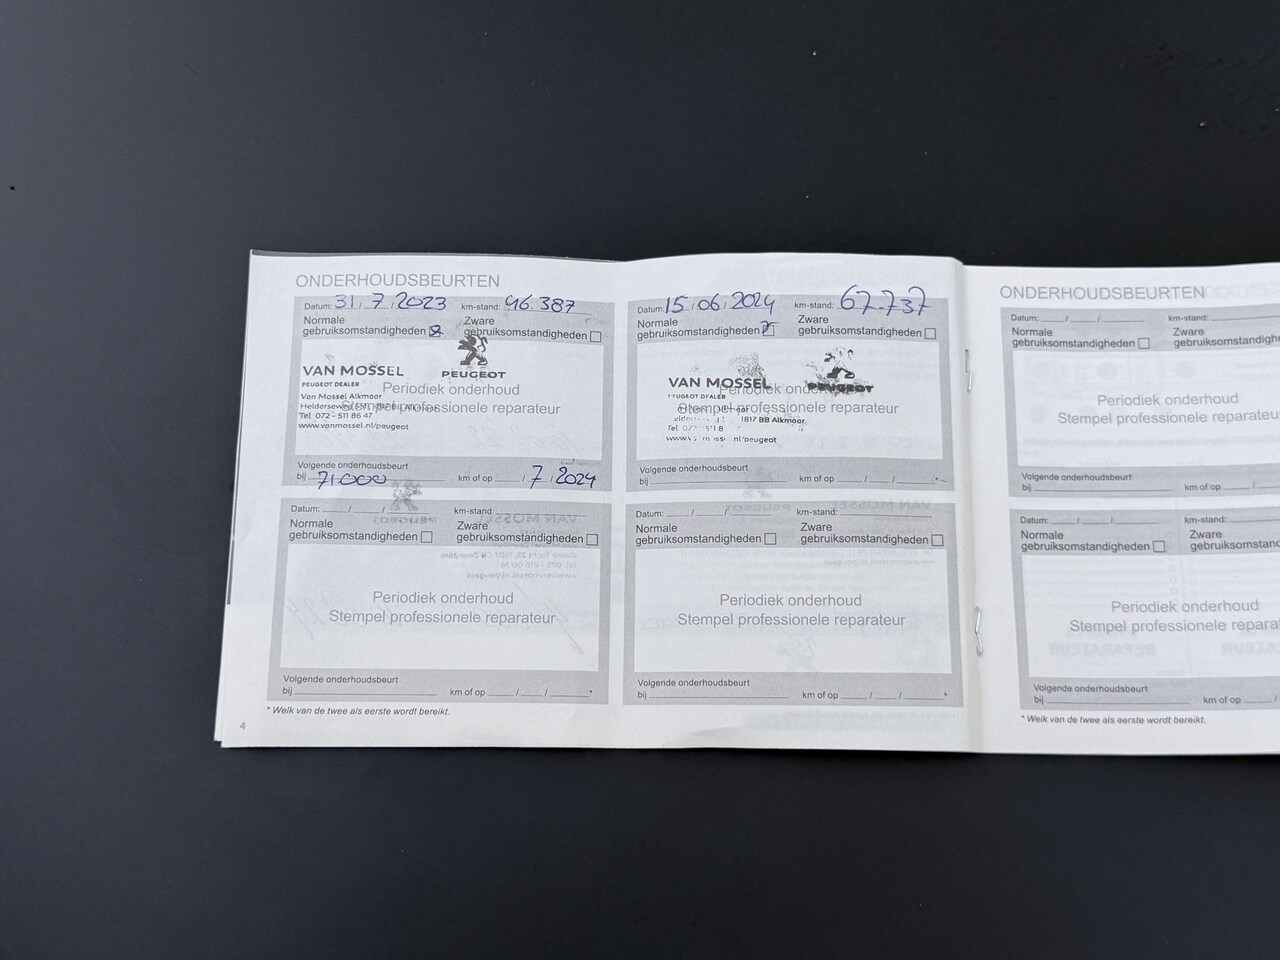 ONDERHOUDSBEURTEN
Datum: 31/7/2023 km-stand: 46.387
Normale gebruiksomstandigheden
Zware gebruiksomstandigheden
VAN MOSSEL
PEUGEOT DEALER
PEUGEOT
Van Mossel Alkmaar
Tel 072 - 511 86 47
www.vanmossel.nl/peugeot
Periodiek onderhoud
Stempel professionele reparateur
Volgende onderhoudsbeurt
bij 71.000 km of op / 7 / 2024
Datum: 15/06/2024 km-stand: 67.737
Normale gebruiksomstandigheden
Zware gebruiksomstandigheden
VAN MOSSEL
PEUGEOT DEALER
PEUGEOT
1817 BB Alkmaar
Periodiek onderhoud
Stempel professionele reparateur
Volgende onderhoudsbeurt
bij km of op / / *
Datum: / / km-stand:
Normale gebruiksomstandigheden
Zware gebruiksomstandigheden
Periodiek onderhoud
Stempel professionele reparateur
Volgende onderhoudsbeurt
bij km of op / / *
Datum: / / km-stand:
Normale gebruiksomstandigheden
Zware gebruiksomstandigheden
Periodiek onderhoud
Stempel professionele reparateur
Volgende onderhoudsbeurt
bij km of op / / *
* Welk van de twee als eerste wordt bereikt.
4
ONDERHOUDSBEURTEN
Datum: / / km-stand:
Normale gebruiksomstandigheden
Zware
Periodiek onderhoud
Stempel professionele reparateur
Volgende onderhoudsbeurt
bij km of op /
Datum: / / km-stand:
Normale gebruiksomstandigheden
Zware
Periodiek onderhoud
Stempel professionele reparateur
Volgende onderhoudsbeurt
bij km of op /
* Welk van de twee als eerste wordt bereikt.